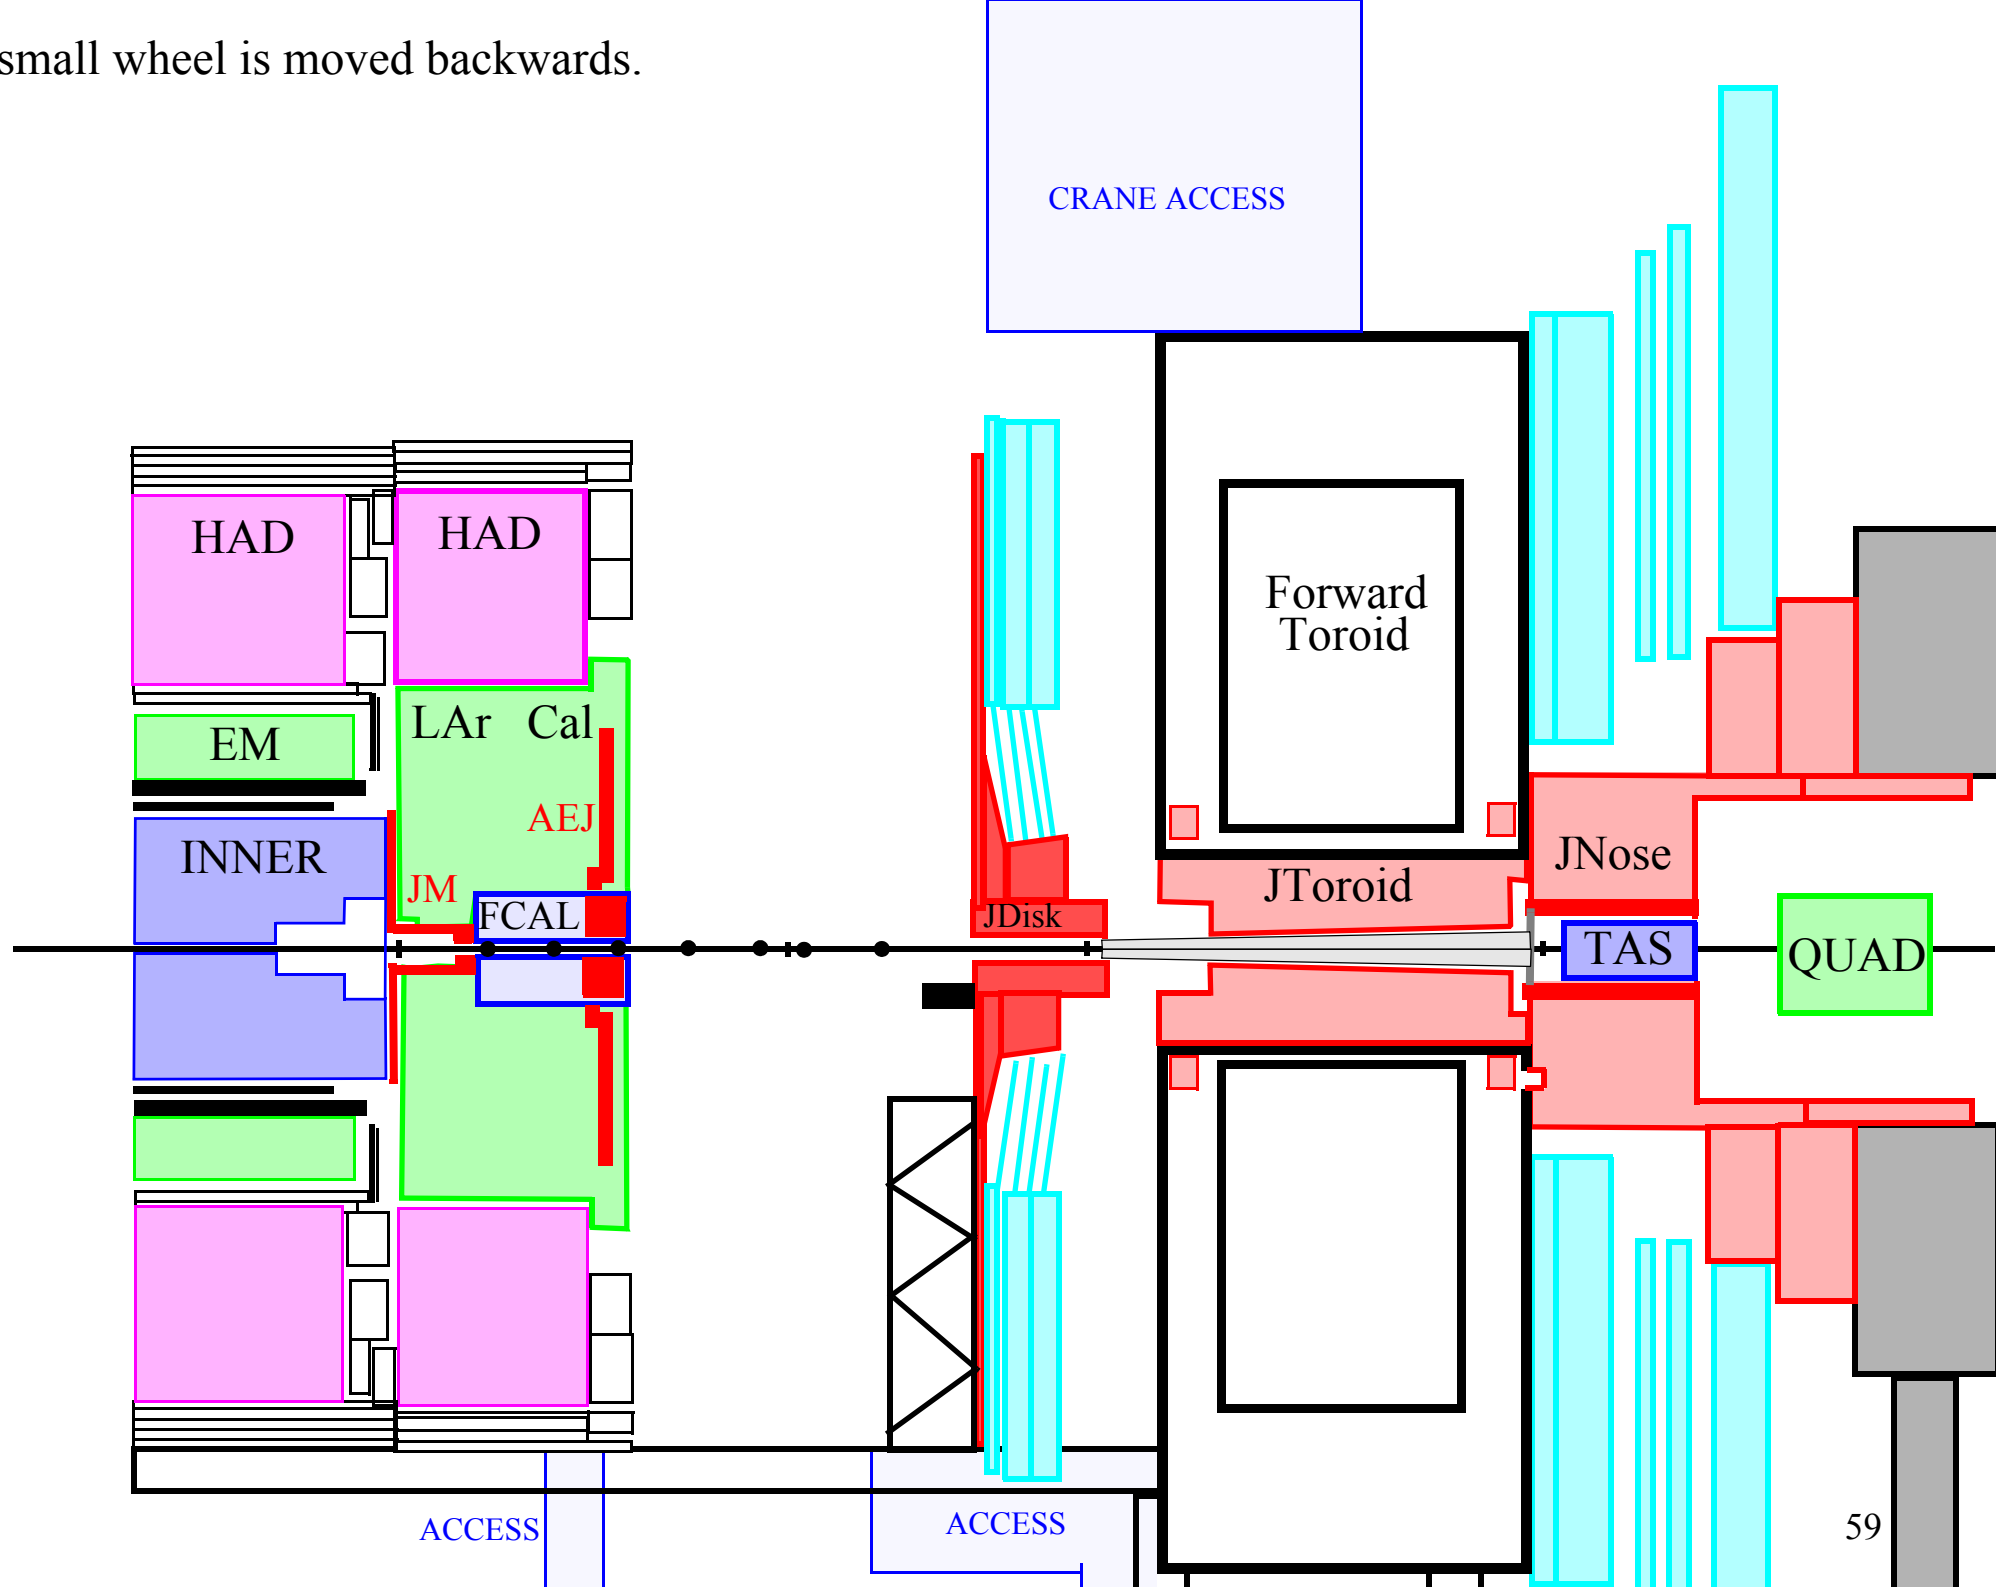 small wheel is moved backwards.
CRANE ACCESS
HAD
HAD
Forward
Toroid
LAr Cal
EM
AEJ
INNER
JM
FCAL
JDisk
JToroid
JNose
TAS
QUAD
ACCESS
ACCESS
59